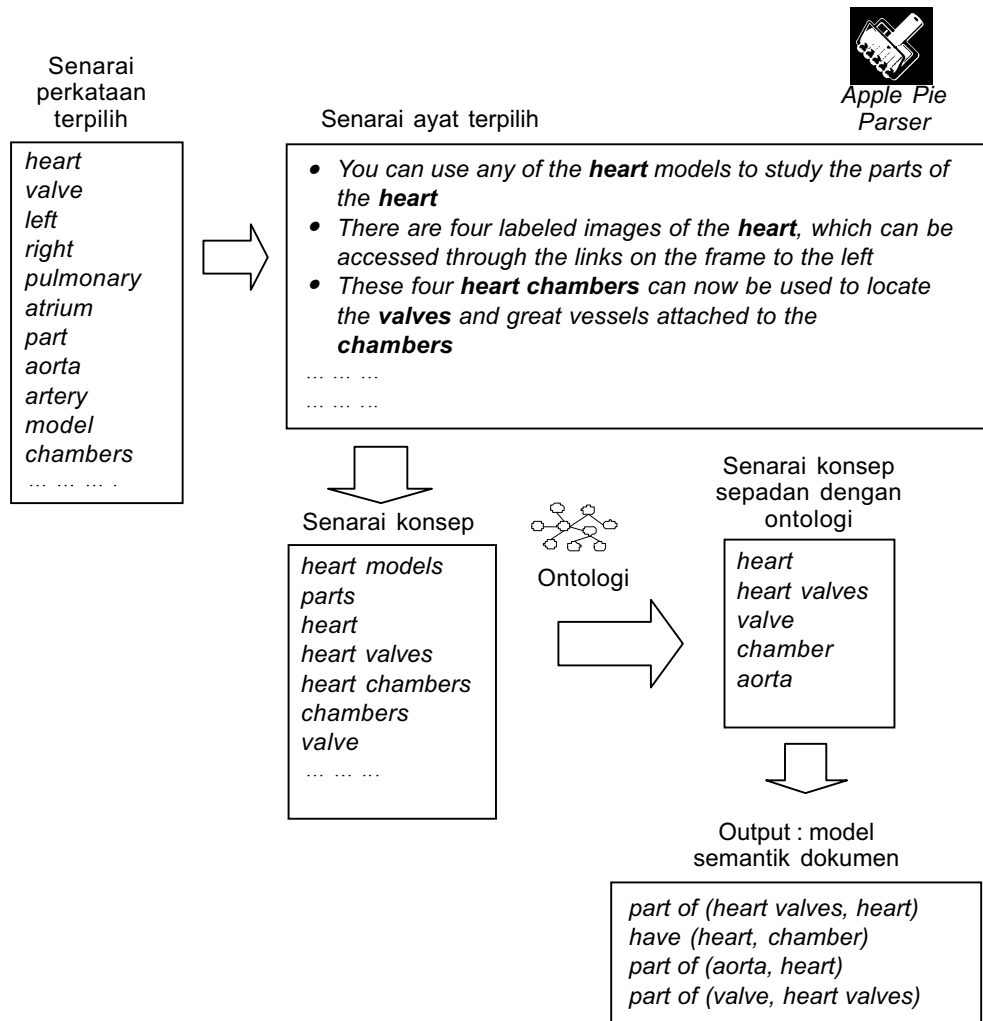 Senarai
perkataan
terpilih
heart
valve
left
right
pulmonary
atrium
part
aorta
artery
model
chambers
... ... ... .
Senarai ayat terpilih
Apple Pie
Parser
• You can use any of the heart models to study the parts of
the heart
• There are four labeled images of the heart, which can be
accessed through the links on the frame to the left
• These four heart chambers can now be used to locate
the valves and great vessels attached to the
chambers
... ... ...
... ... ...
Senarai konsep
heart models
parts
heart
heart valves
heart chambers
chambers
valve
... ... ...
Ontologi
Senarai konsep
sepadan dengan
ontologi
heart
heart valves
valve
chamber
aorta
Output : model
semantik dokumen
part of (heart valves, heart)
have (heart, chamber)
part of (aorta, heart)
part of (valve, heart valves)